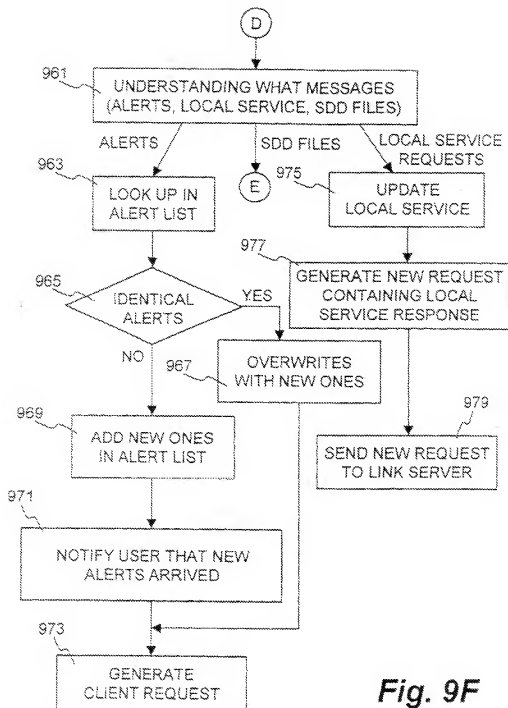 D
961
UNDERSTANDING WHAT MESSAGES
(ALERTS, LOCAL SERVICE, SDD FILES)
ALERTS
SDD FILES
LOCAL SERVICE
REQUESTS
963
LOOK UP IN
ALERT LIST
E
975
UPDATE
LOCAL SERVICE
977
GENERATE NEW REQUEST
CONTAINING LOCAL
SERVICE RESPONSE
965
IDENTICAL
ALERTS
YES
NO
967
OVERWRITES
WITH NEW ONES
979
SEND NEW REQUEST
TO LINK SERVER
969
ADD NEW ONES
IN ALERT LIST
971
NOTIFY USER THAT NEW
ALERTS ARRIVED
973
GENERATE
CLIENT REQUEST
Fig. 9F